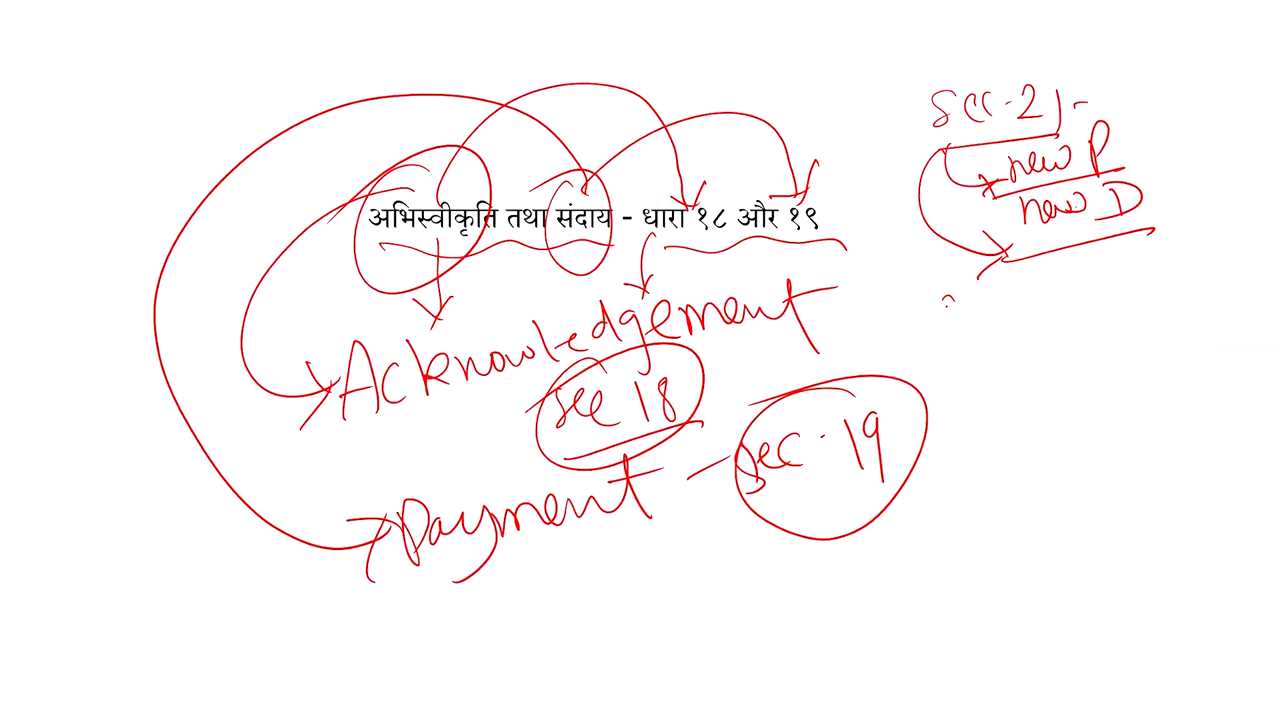 sec-21-
new P
new D
अभिस्वीकृति तथा संदाय - धारा १८ और १९
Acknowledgement
sec 18
Payment - sec. 19